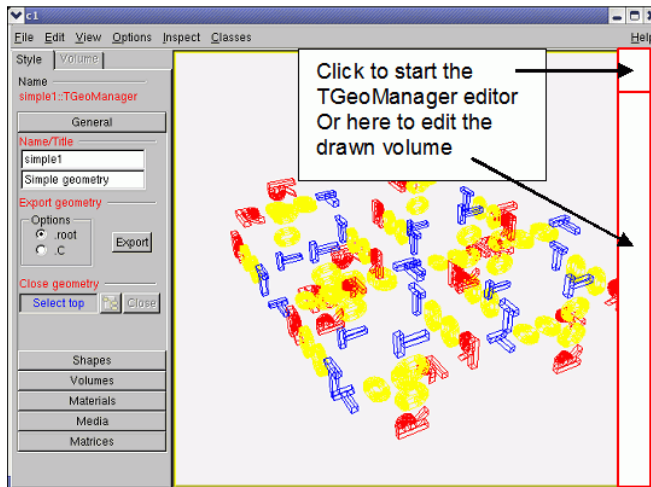 c1
File Edit View Options Inspect Classes Help
Style Volume
Name
simple1::TGeoManager
General
Name/Title
simple1
Simple geometry
Export geometry
Options
.root
.C
Export
Close geometry
Select top Close
Shapes
Volumes
Materials
Media
Matrices
Click to start the
TGeoManager editor
Or here to edit the
drawn volume